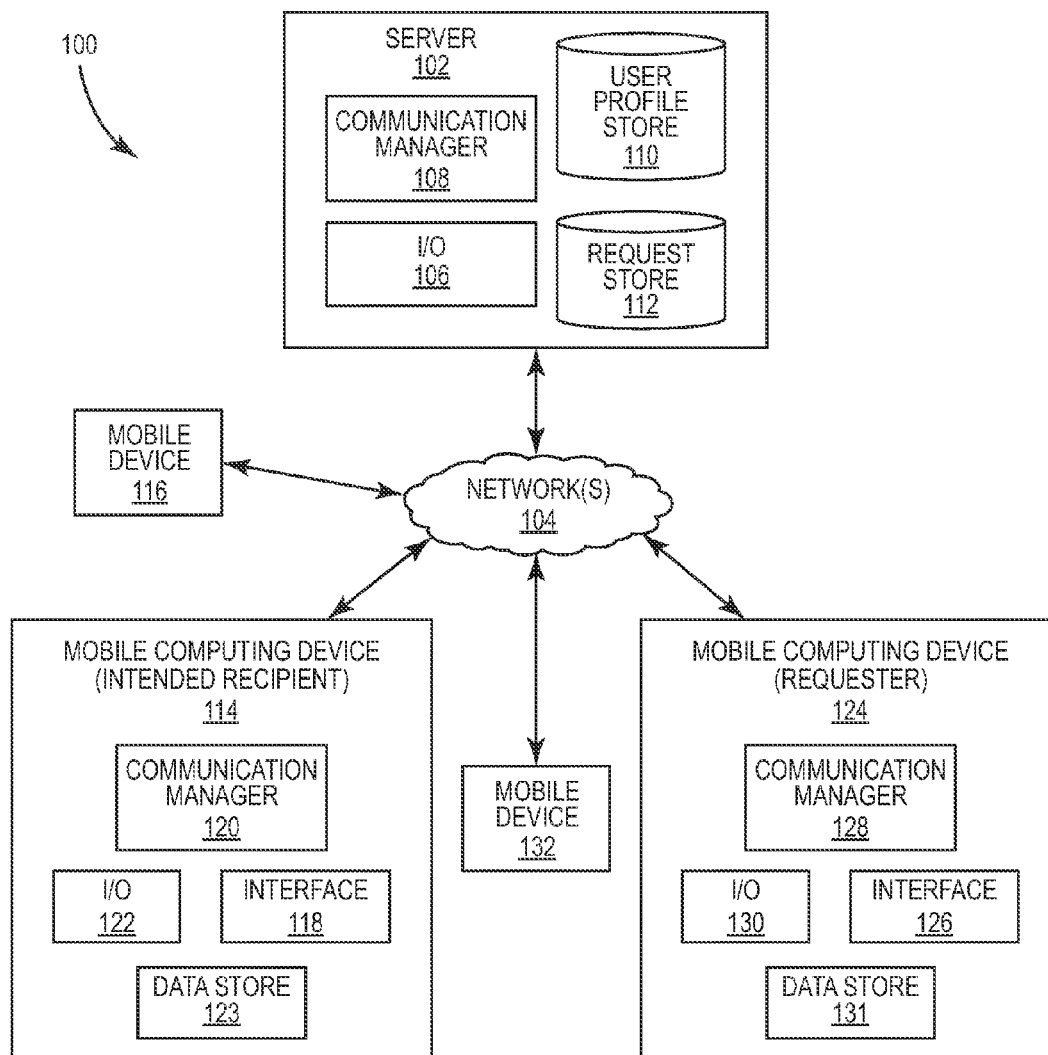 100
SERVER
102
COMMUNICATION
MANAGER
108
I/O
106
USER
PROFILE
STORE
110
REQUEST
STORE
112
MOBILE
DEVICE
116
NETWORK(S)
104
MOBILE COMPUTING DEVICE
(INTENDED RECIPIENT)
114
COMMUNICATION
MANAGER
120
I/O
122
INTERFACE
118
DATA STORE
123
MOBILE
DEVICE
132
MOBILE COMPUTING DEVICE
(REQUESTER)
124
COMMUNICATION
MANAGER
128
I/O
130
INTERFACE
126
DATA STORE
131